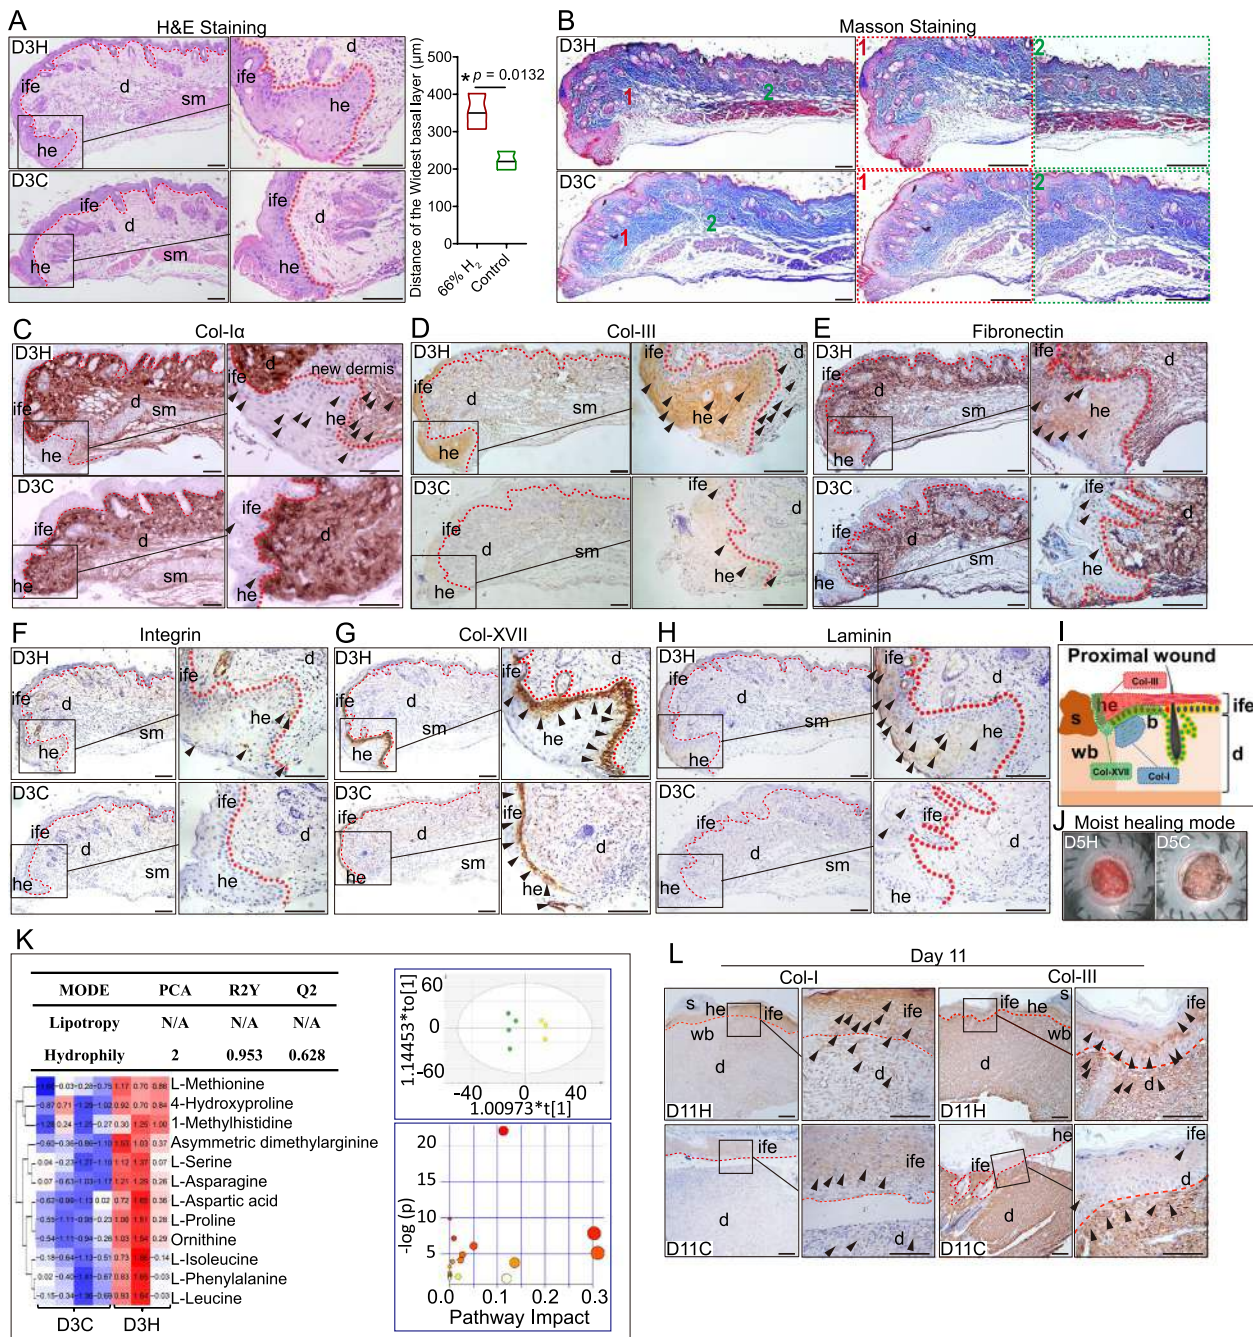 A
H&E Staining
D3H
ife
d
sm
he
d
he
D3C
ife
d
sm
he
ife
d
he
Distance of the Widest basal layer (μm)
500
400
300
200
100
0
* p = 0.0132
66% H2
Control
B
Masson Staining
D3H
1
2
1
2
D3C
1
2
1
2
C
Col-Iα
D3H
ife
d
sm
he
d
new dermis
ife
he
D3C
ife
d
sm
he
ife
d
he
D
Col-III
D3H
ife
d
sm
he
ife
d
he
D3C
ife
d
sm
he
ife
d
he
E
Fibronectin
D3H
ife
d
sm
he
ife
d
he
D3C
ife
d
sm
he
ife
d
he
F
Integrin
D3H
ife
d
he
ife
d
he
D3C
ife
d
sm
he
ife
d
he
G
Col-XVII
D3H
ife
d
sm
he
ife
d
he
D3C
ife
d
sm
he
ife
d
he
H
Laminin
D3H
ife
d
sm
he
ife
d
he
D3C
ife
d
sm
he
ife
d
he
I
Proximal wound
Col-III
he
ife
s
b
wb
d
Col-XVII
Col-I
J
Moist healing mode
D5H
D5C
K
MODE PCA R2Y Q2
Lipotropy N/A N/A N/A
Hydrophily 2 0.953 0.628
L-Methionine
4-Hydroxyproline
1-Methylhistidine
Asymmetric dimethylarginine
L-Serine
L-Asparagine
L-Aspartic acid
L-Proline
Ornithine
L-Isoleucine
L-Phenylalanine
L-Leucine
D3C
D3H
1.14453*to[1]
60
0
-60
-40 0 40
1.00973*t[1]
-log (p)
20
15
10
5
0.0 0.1 0.2 0.3
Pathway Impact
L
Day 11
Col-I
Col-III
s
he
ife
wb
d
D11H
ife
d
s
ife
he
wb
d
D11H
ife
d
ife
d
D11C
ife
d
he
ife
d
D11C
ife
d